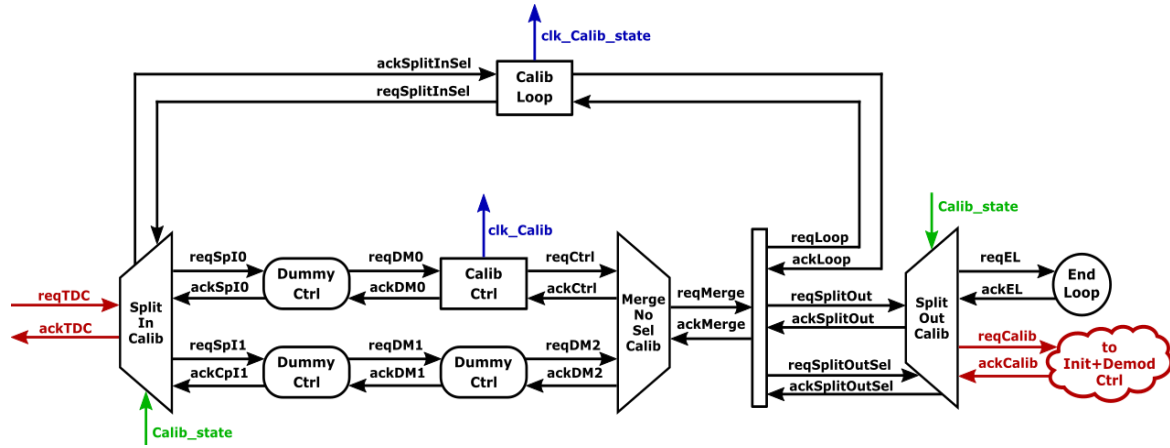 clk_Calib_state
ackSplitInSel
reqSplitInSel
Calib
Loop
clk_Calib
Calib_state
reqSpI0
ackSpI0
Dummy
Ctrl
reqDM0
ackDM0
Calib
Ctrl
reqCtrl
ackCtrl
reqLoop
ackLoop
reqEL
ackEL
End
Loop
reqTDC
ackTDC
Split
In
Calib
Merge
No
Sel
Calib
reqMerge
ackMerge
reqSplitOut
ackSplitOut
Split
Out
Calib
reqSpI1
ackCpI1
Dummy
Ctrl
reqDM1
ackDM1
Dummy
Ctrl
reqDM2
ackDM2
reqSplitOutSel
ackSplitOutSel
reqCalib
ackCalib
to
Init+Demod
Ctrl
Calib_state